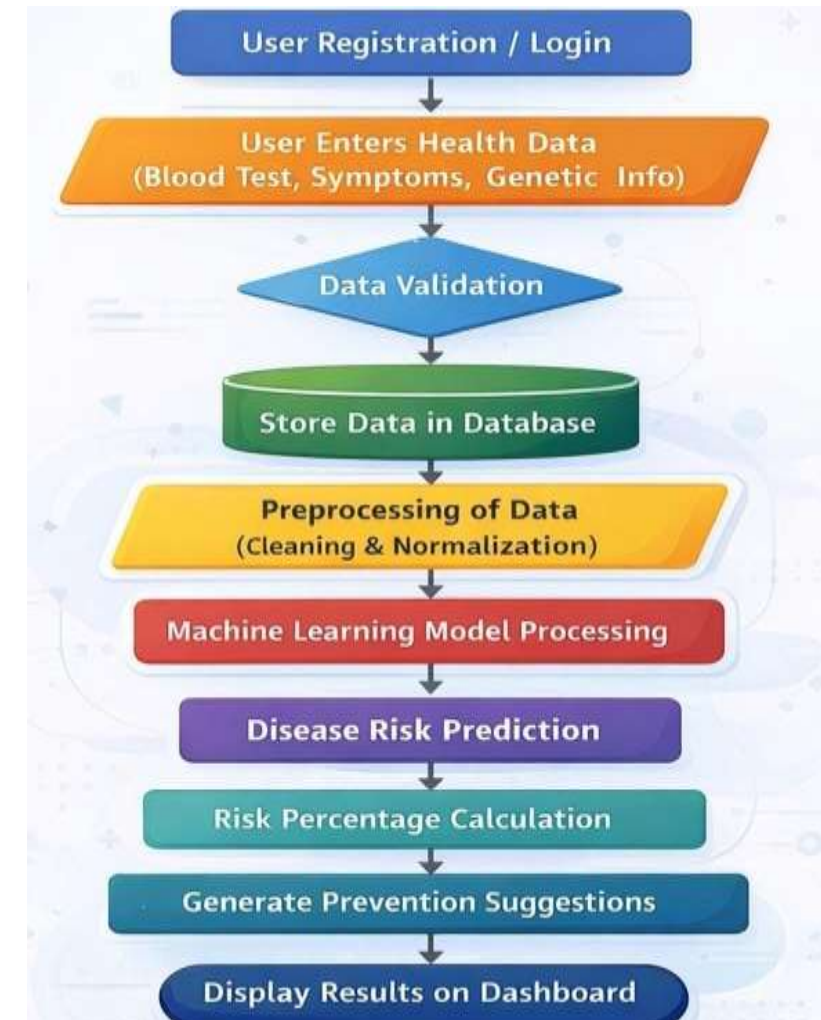 User Registration / Login
User Enters Health Data
(Blood Test, Symptoms, Genetic Info)
Data Validation
Store Data in Database
Preprocessing of Data
(Cleaning & Normalization)
Machine Learning Model Processing
Disease Risk Prediction
Risk Percentage Calculation
Generate Prevention Suggestions
Display Results on Dashboard